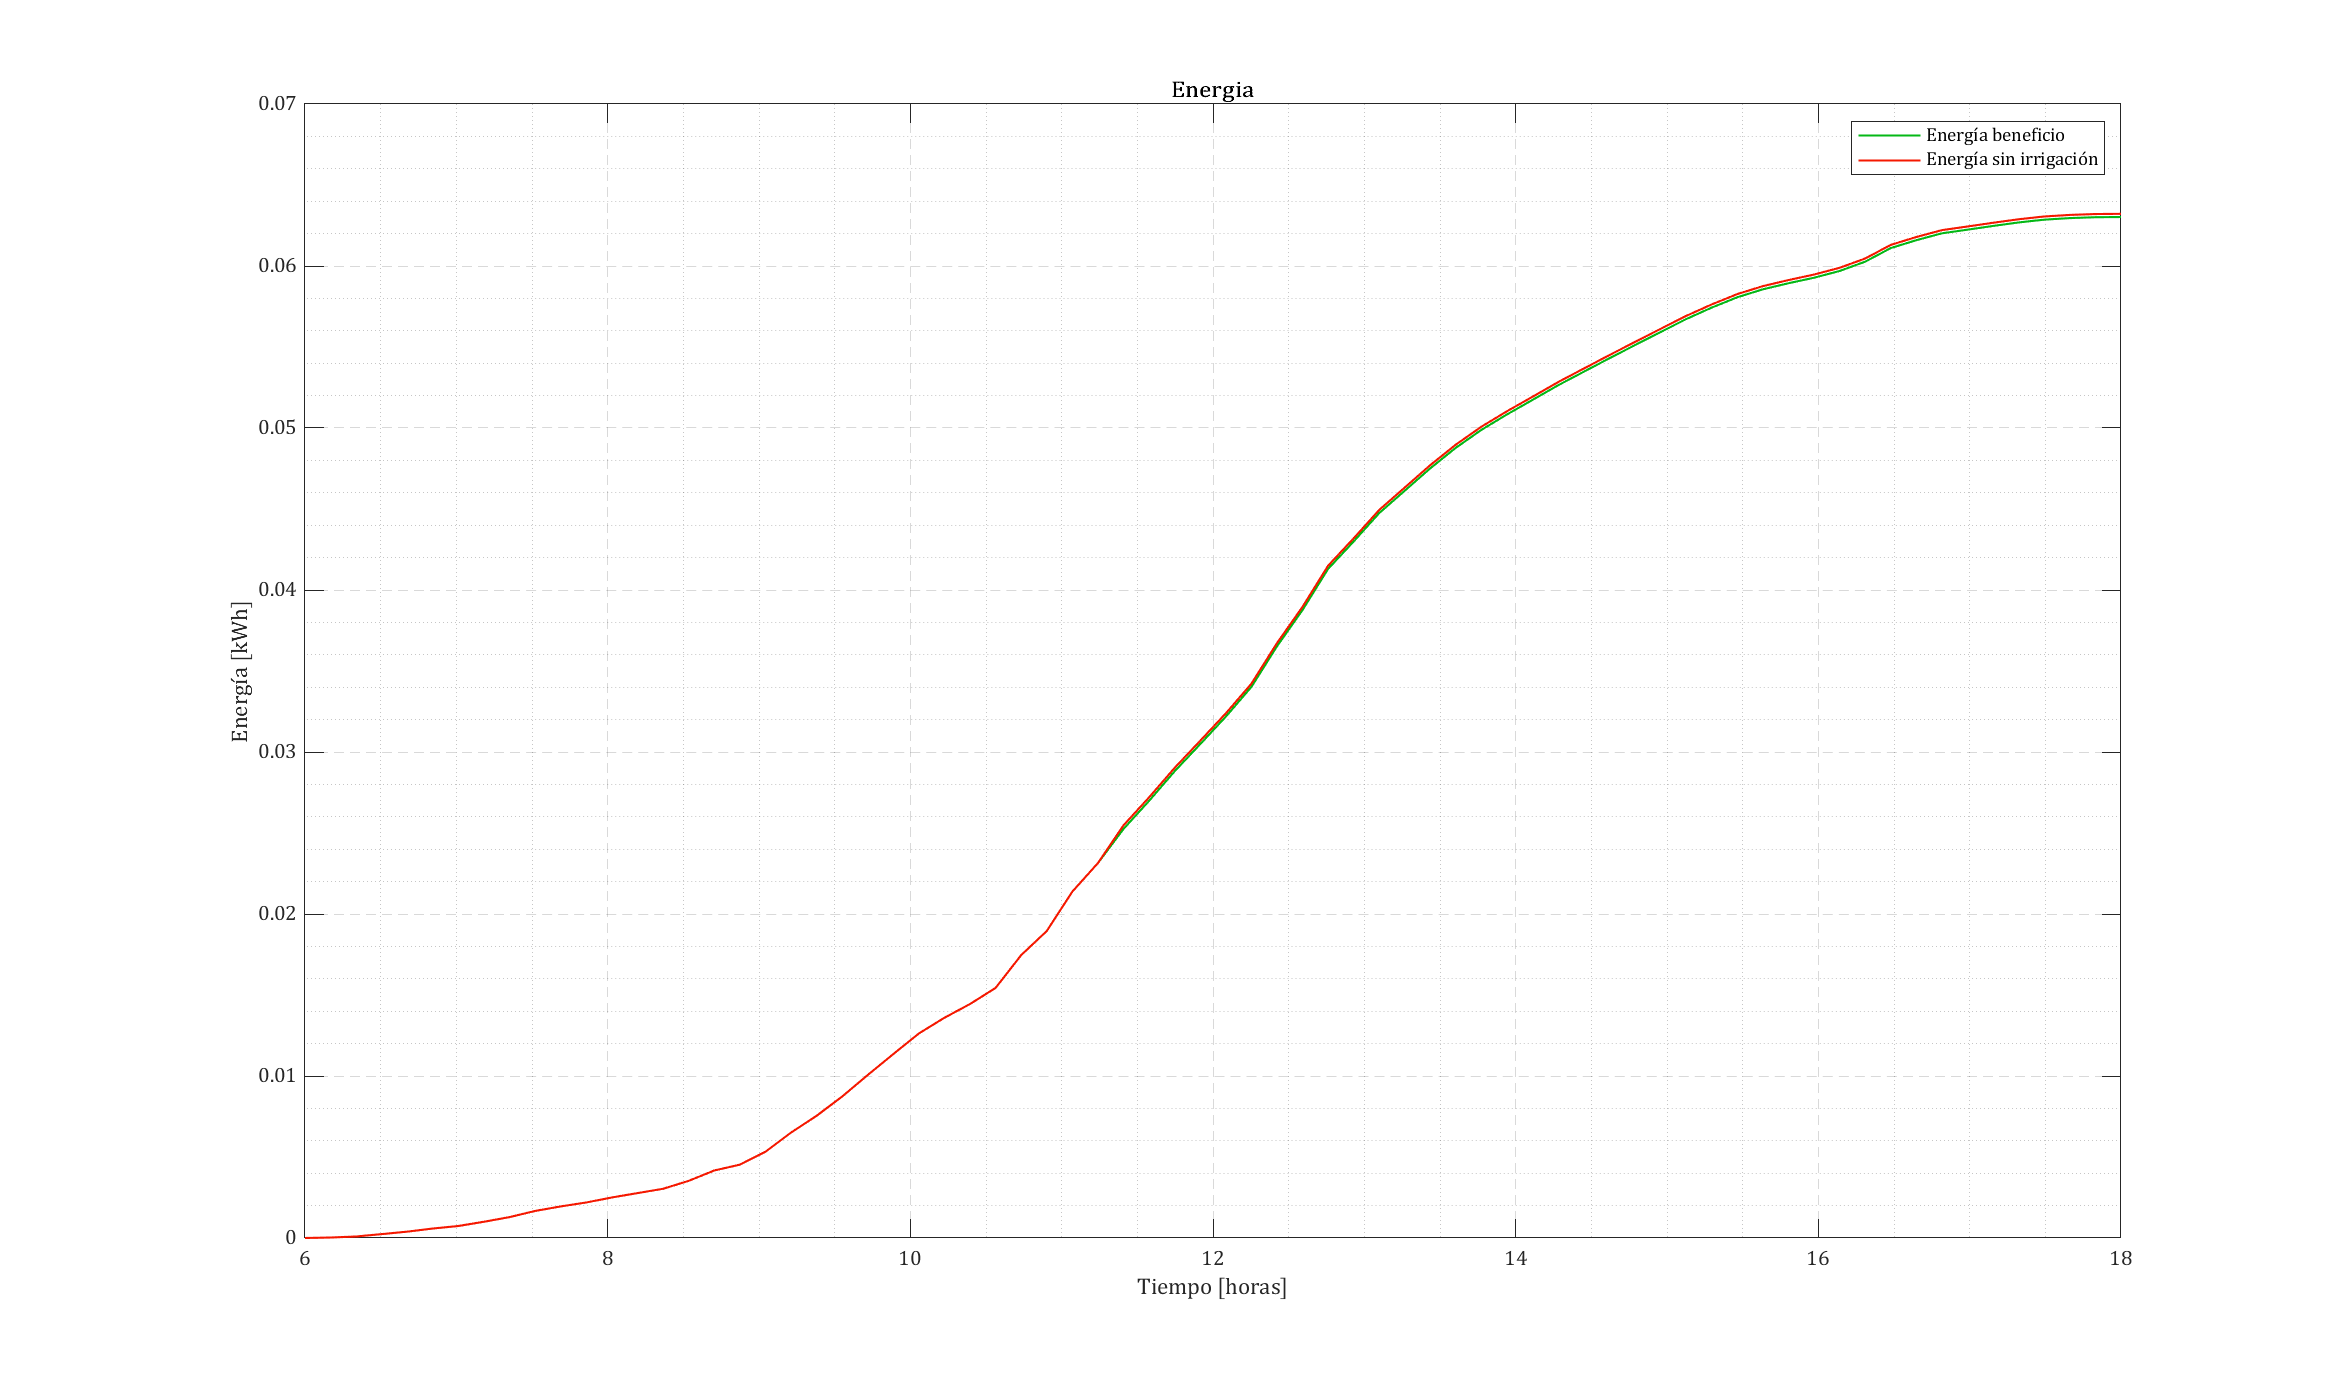 Energia
0.07
0.06
0.05
0.04
0.03
0.02
0.01
0
Energía [kWh]
Energía beneficio
Energía sin irrigación
6 8 10 12 14 16 18
Tiempo [horas]